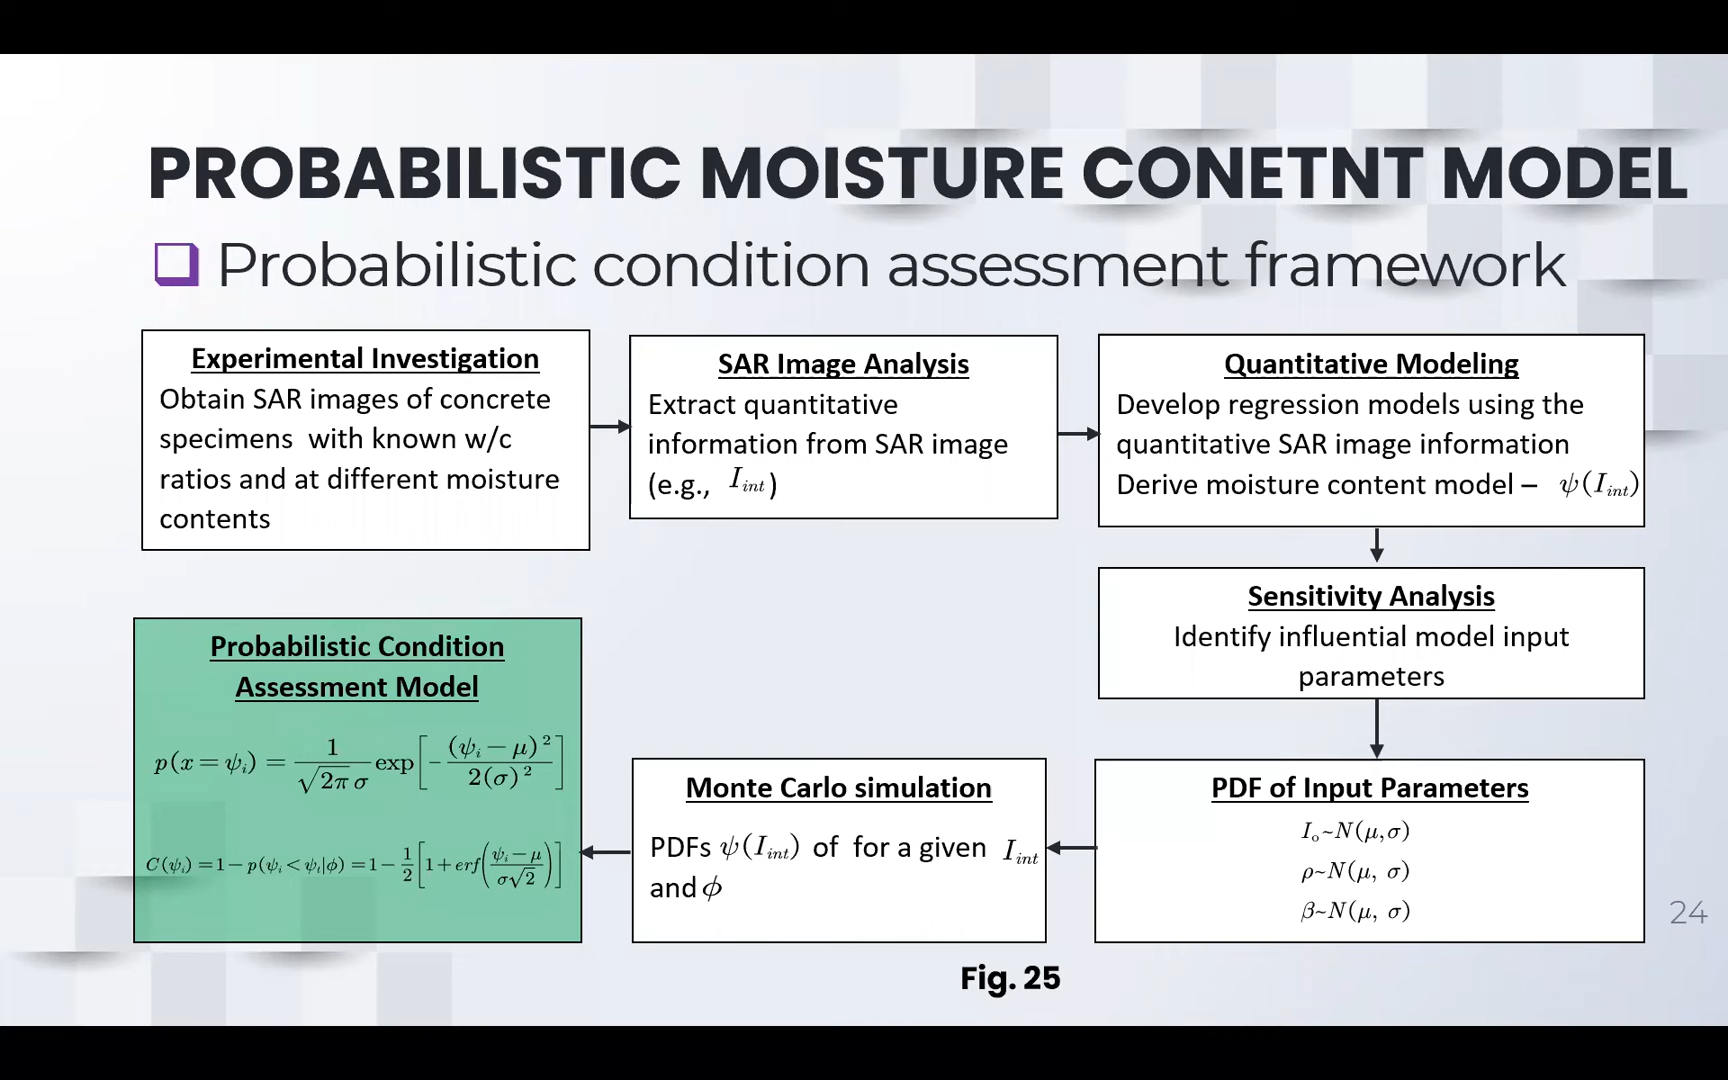 PROBABILISTIC MOISTURE CONETNT MODEL
❑ Probabilistic condition assessment framework
Experimental Investigation
Obtain SAR images of concrete
specimens with known w/c
ratios and at different moisture
contents
SAR Image Analysis
Extract quantitative
information from SAR image
(e.g., I_int)
Quantitative Modeling
Develop regression models using the
quantitative SAR image information
Derive moisture content model – ψ(I_int)
Sensitivity Analysis
Identify influential model input
parameters
PDF of Input Parameters
I_o~N(μ,σ)
ρ~N(μ, σ)
β~N(μ, σ)
Monte Carlo simulation
PDFs ψ(I_int) of for a given I_int
and ϕ
Probabilistic Condition
Assessment Model
p(x = ψ_i) = 1/(√(2π) σ) exp[-(ψ_i − μ)^2/(2(σ)^2)]
C(ψ_i) = 1 − p(ψ_i < ψ_t|ϕ) = 1 − 1/2[1 + erf((ψ_i − μ)/(σ√2))]
24
Fig. 25